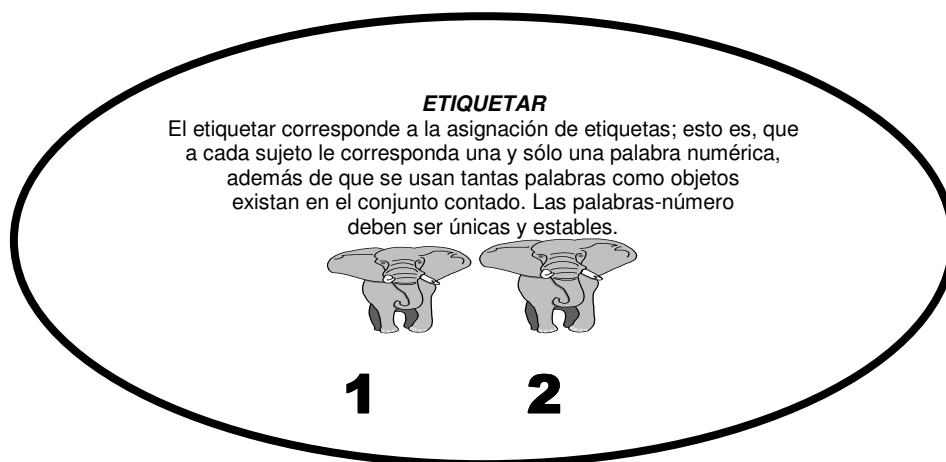 ETIQUETAR
El etiquetar corresponde a la asignación de etiquetas; esto es, que
a cada sujeto le corresponda una y sólo una palabra numérica,
además de que se usan tantas palabras como objetos
existan en el conjunto contado. Las palabras-número
deben ser únicas y estables.
1 2